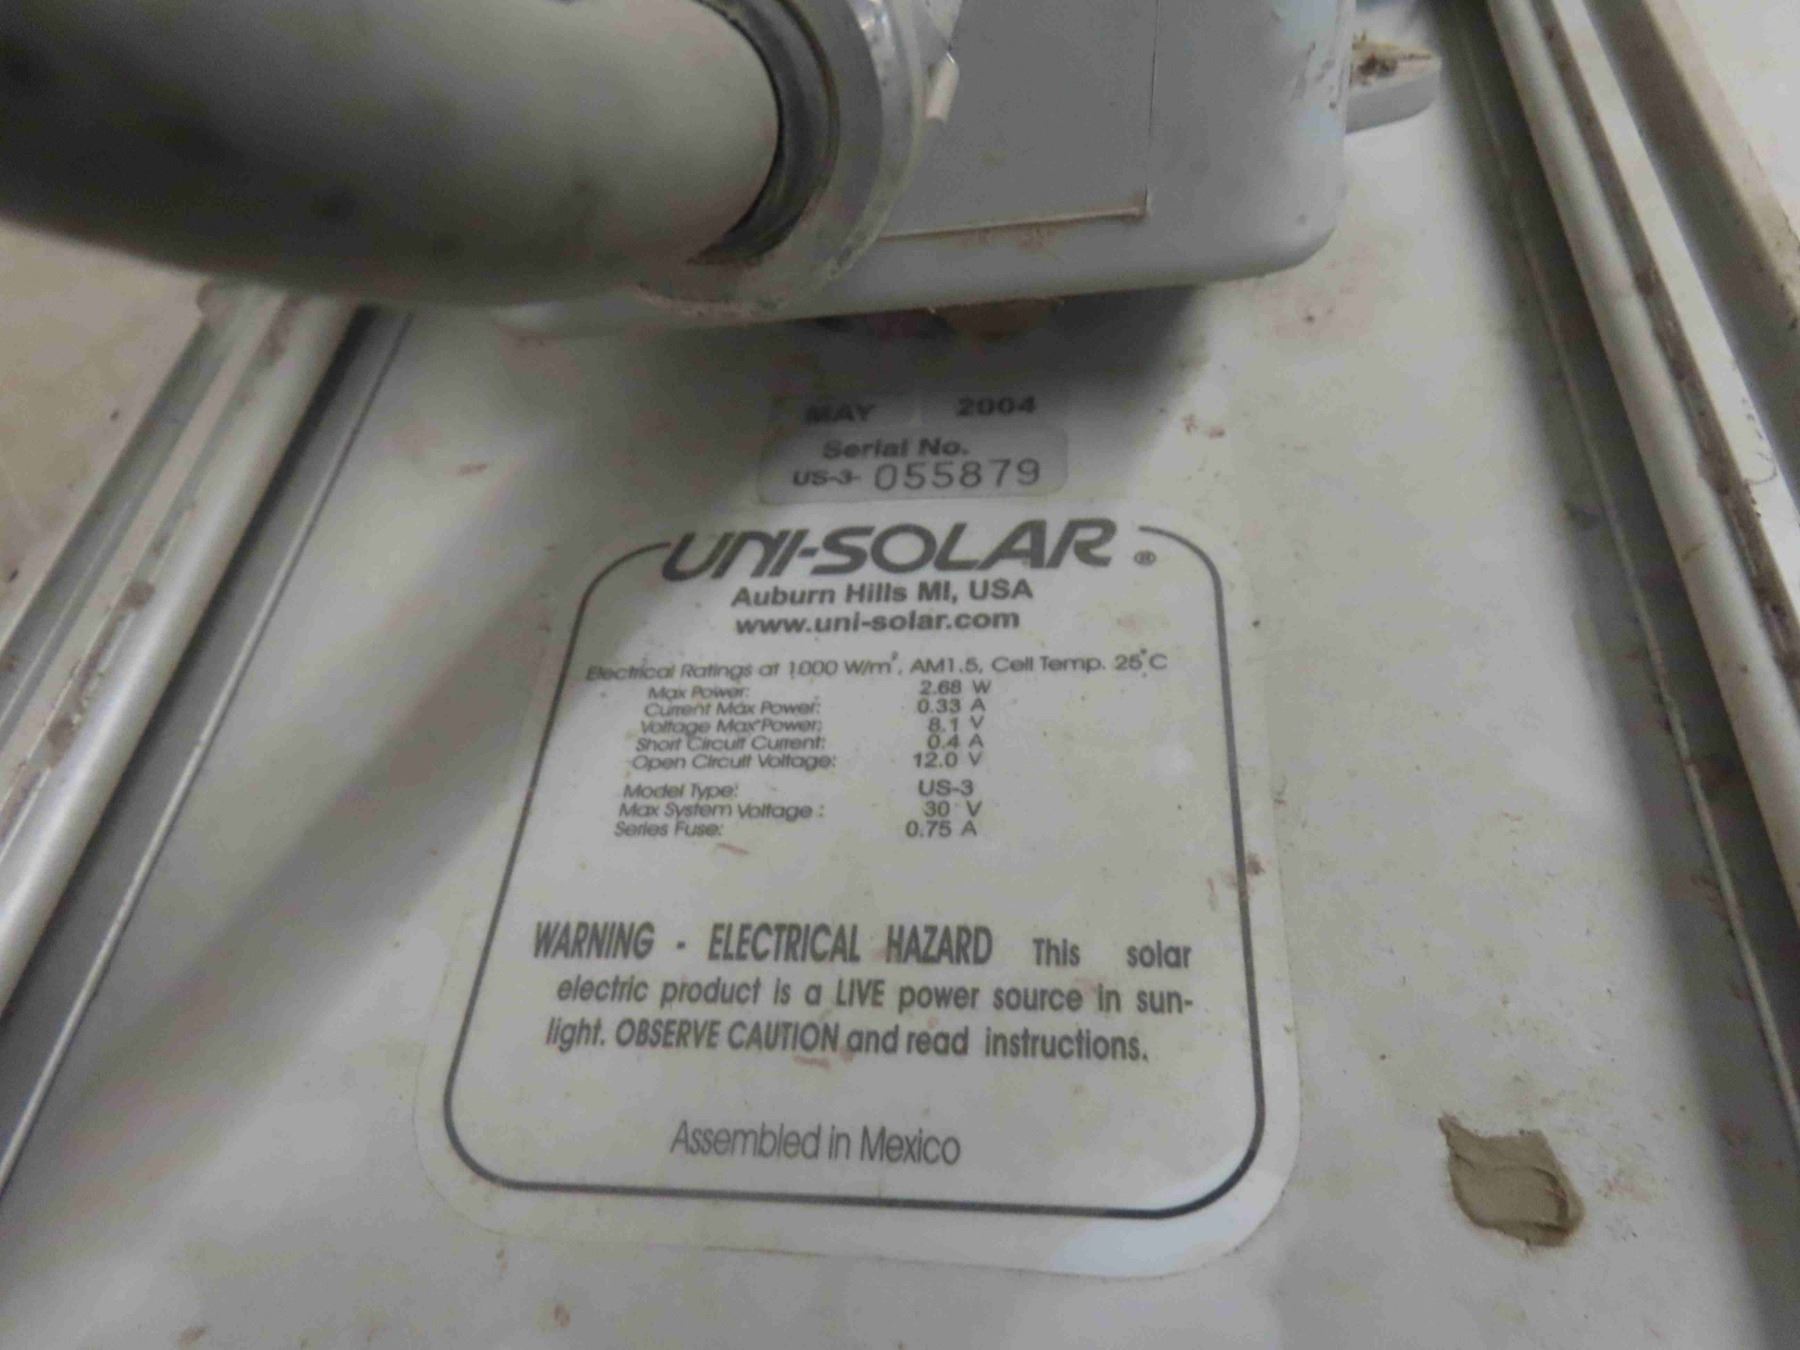 MAY 2004
Serial No.
US-3- 055879
UNI-SOLAR ®
Auburn Hills MI, USA
www.uni-solar.com
Electrical Ratings at 1000 W/m², AM1.5, Cell Temp. 25°C
Max Power: 2.68 W
Current Max Power: 0.33 A
Voltage Max Power: 8.1 V
Short Circuit Current: 0.4 A
Open Circuit Voltage: 12.0 V
Model Type: US-3
Max System Voltage : 30 V
Series Fuse: 0.75 A
WARNING - ELECTRICAL HAZARD This solar
electric product is a LIVE power source in sun-
light. OBSERVE CAUTION and read instructions.
Assembled in Mexico